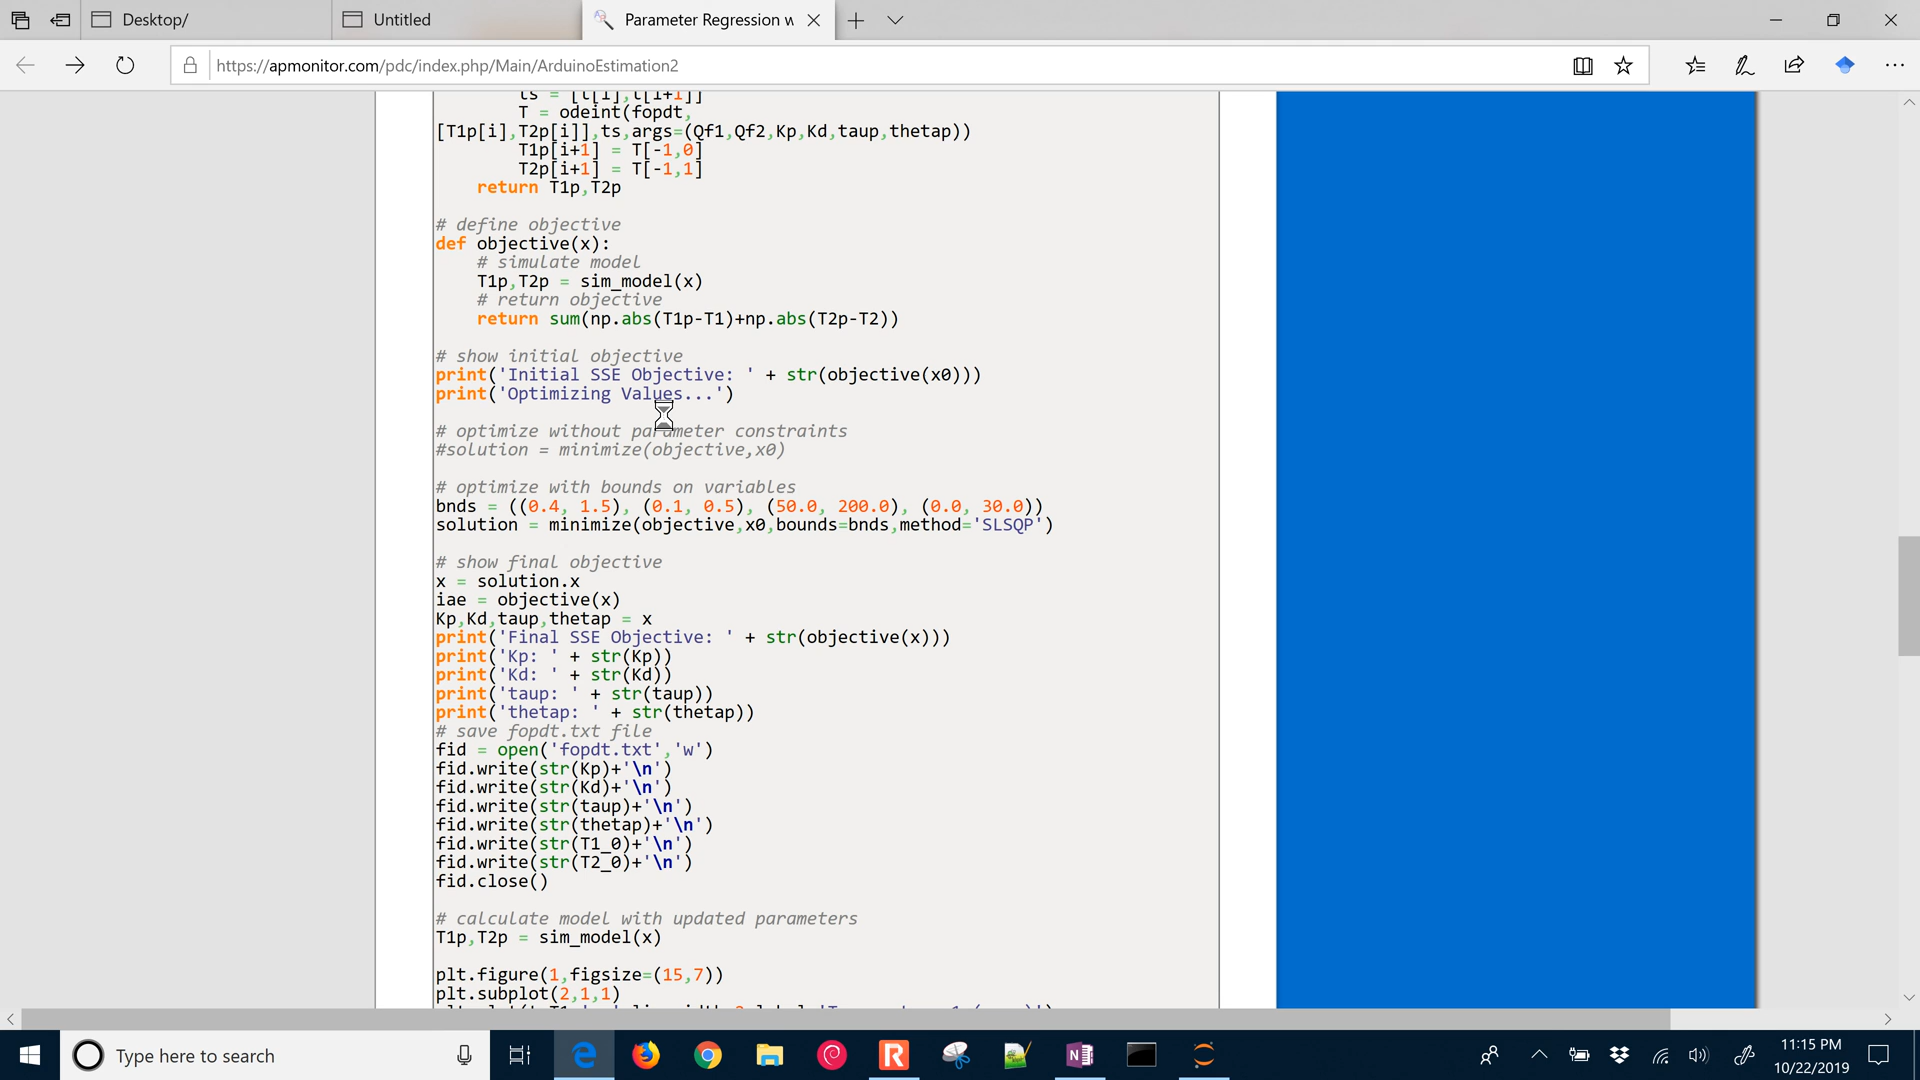 Desktop/
Untitled
Parameter Regression w
https://apmonitor.com/pdc/index.php/Main/ArduinoEstimation2
ts = [t[i],t[i+1]]
T = odeint(fopdt,
[T1p[i],T2p[i]],ts,args=(Qf1,Qf2,Kp,Kd,taup,thetap))
T1p[i+1] = T[-1,0]
T2p[i+1] = T[-1,1]
return T1p,T2p
# define objective
def objective(x):
# simulate model
T1p,T2p = sim_model(x)
# return objective
return sum(np.abs(T1p-T1)+np.abs(T2p-T2))
# show initial objective
print('Initial SSE Objective: ' + str(objective(x0)))
print('Optimizing Values...')
# optimize without parameter constraints
#solution = minimize(objective,x0)
# optimize with bounds on variables
bnds = ((0.4, 1.5), (0.1, 0.5), (50.0, 200.0), (0.0, 30.0))
solution = minimize(objective,x0,bounds=bnds,method='SLSQP')
# show final objective
x = solution.x
iae = objective(x)
Kp,Kd,taup,thetap = x
print('Final SSE Objective: ' + str(objective(x)))
print('Kp: ' + str(Kp))
print('Kd: ' + str(Kd))
print('taup: ' + str(taup))
print('thetap: ' + str(thetap))
# save fopdt.txt file
fid = open('fopdt.txt','w')
fid.write(str(Kp)+'\n')
fid.write(str(Kd)+'\n')
fid.write(str(taup)+'\n')
fid.write(str(thetap)+'\n')
fid.write(str(T1_0)+'\n')
fid.write(str(T2_0)+'\n')
fid.close()
# calculate model with updated parameters
T1p,T2p = sim_model(x)
plt.figure(1,figsize=(15,7))
plt.subplot(2,1,1)
Type here to search
11:15 PM
10/22/2019